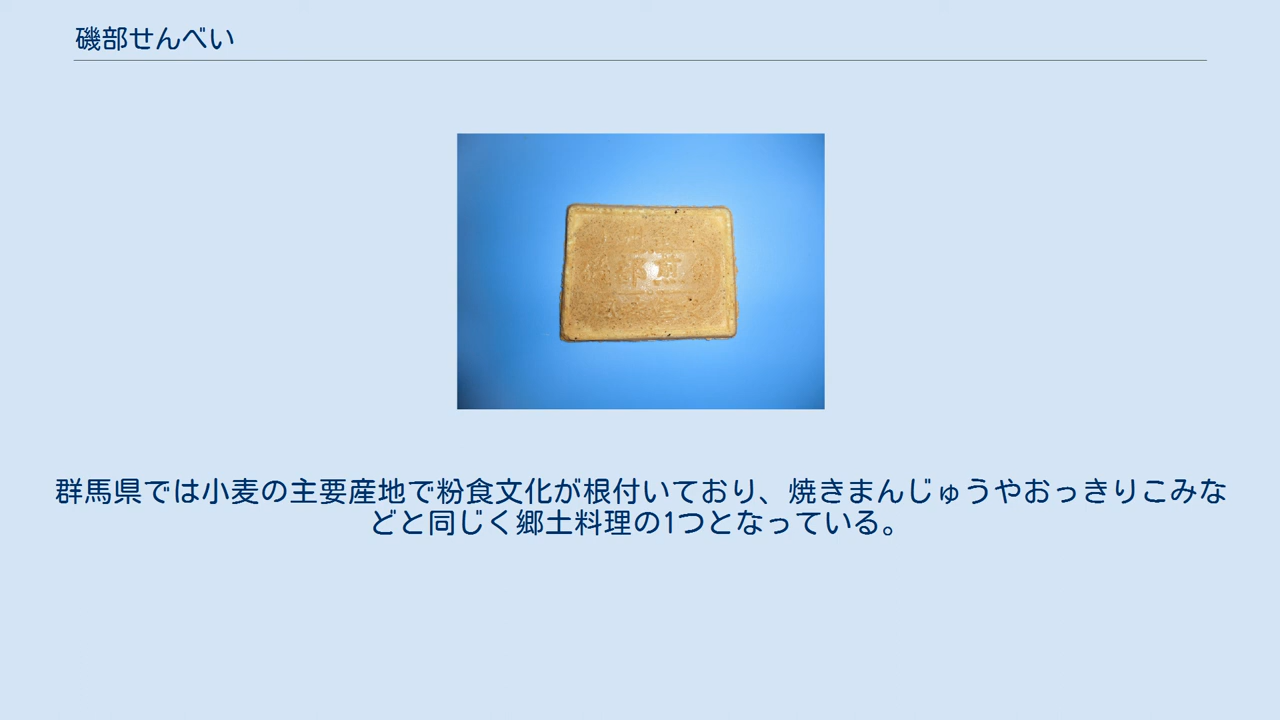 磯部せんべい
群馬県では小麦の主要産地で粉食文化が根付いており、焼きまんじゅうやおっきりこみな
どと同じく郷土料理の1つとなっている。